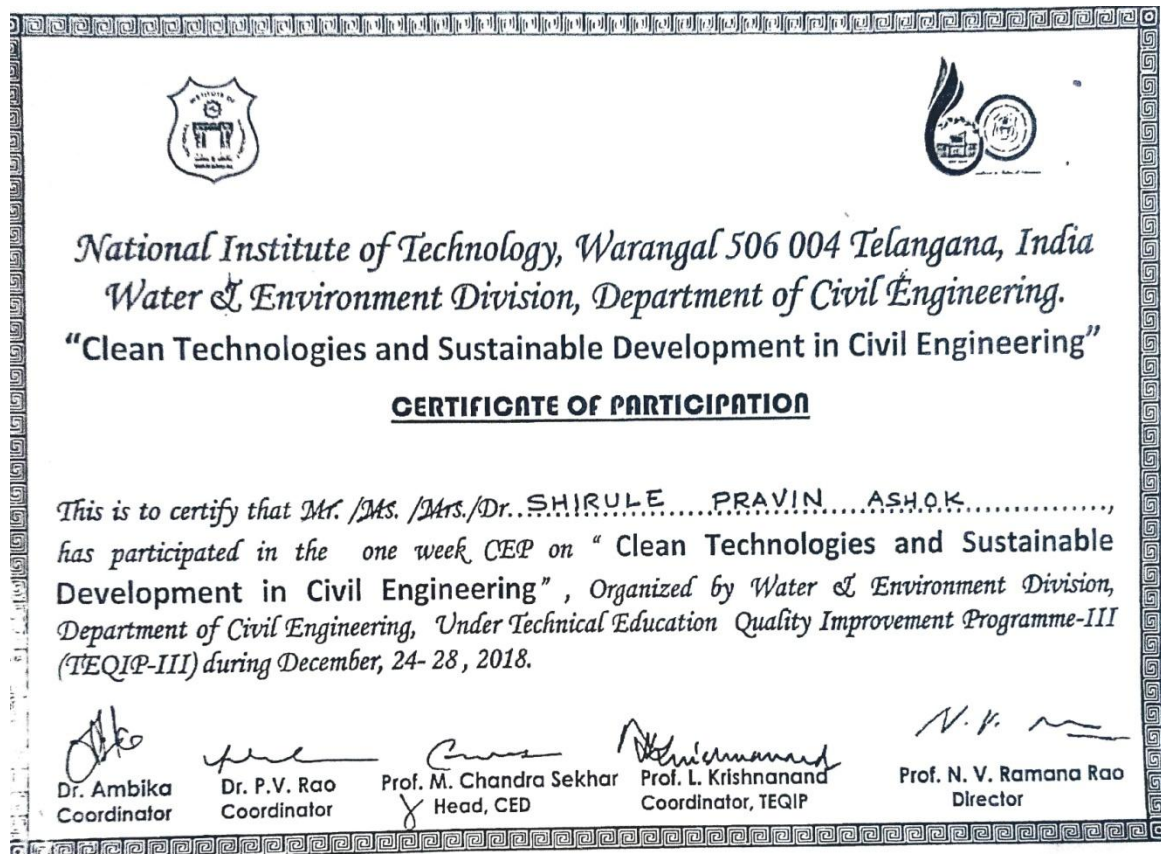 INSTITUTE OF
National Institute of Technology, Warangal 506 004 Telangana, India
Water & Environment Division, Department of Civil Engineering.
“Clean Technologies and Sustainable Development in Civil Engineering”
CERTIFICATE OF PARTICIPATION
This is to certify that Mr. /Ms. /Mrs./Dr..SHIRULE PRAVIN ASHOK..............,
has participated in the one week CEP on “ Clean Technologies and Sustainable
Development in Civil Engineering” , Organized by Water & Environment Division,
Department of Civil Engineering, Under Technical Education Quality Improvement Programme-III
(TEQIP-III) during December, 24- 28 , 2018.
N. V.
Dr. Ambika Dr. P.V. Rao Prof. M. Chandra Sekhar Prof. L. Krishnanand Prof. N. V. Ramana Rao
Coordinator Coordinator Head, CED Coordinator, TEQIP Director